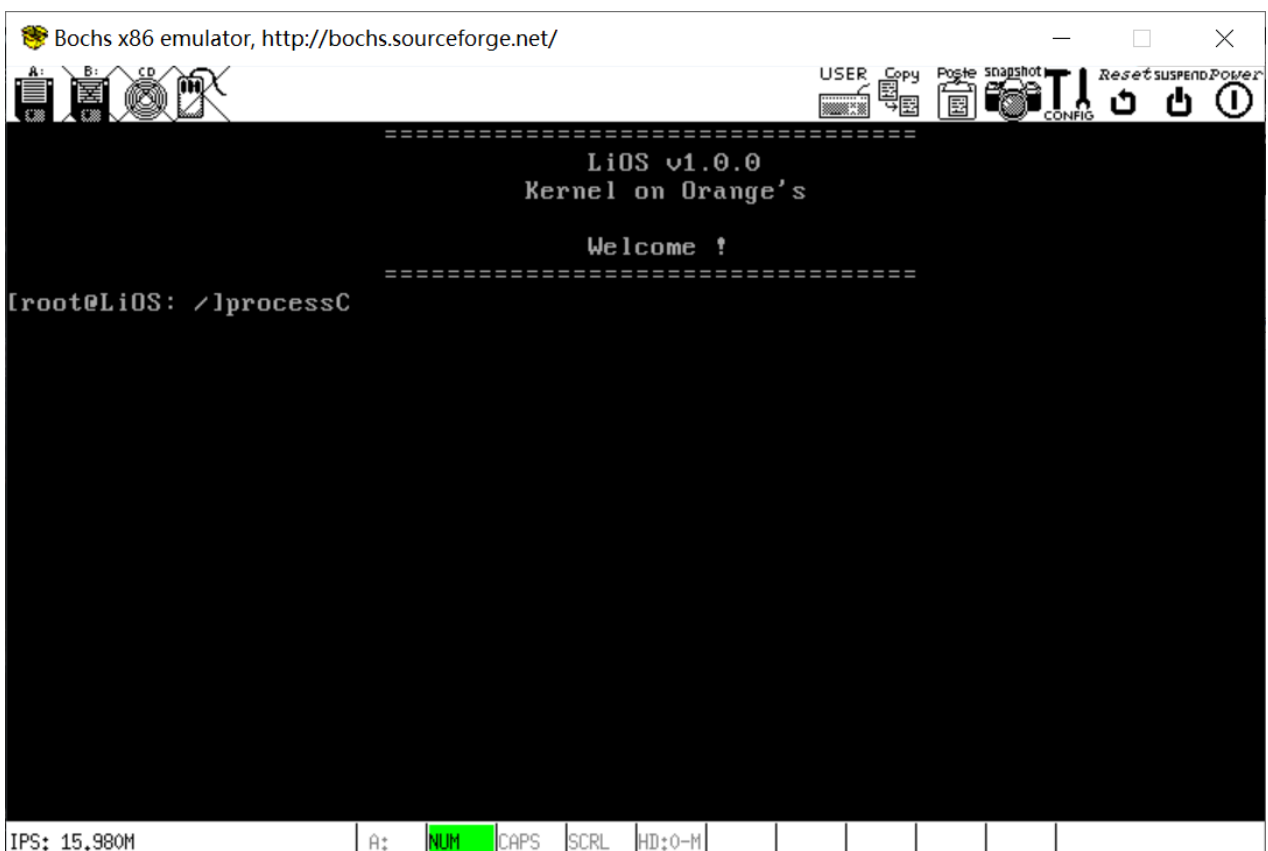 Bochs x86 emulator, http://bochs.sourceforge.net/
A: B: CD USER Copy Paste snapshot CONFIG Reset SUSPEND Power
==================================
LiOS v1.0.0
Kernel on Orange's
Welcome !
==================================
[root@LiOS: /]processC
IPS: 15.980M A: NUM CAPS SCRL HD:0-M